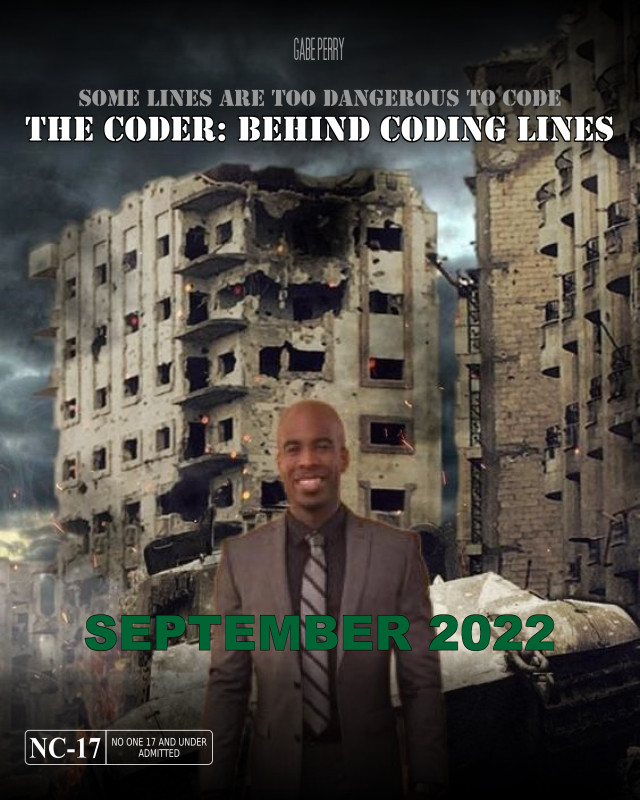 GABE PERRY
SOME LINES ARE TOO DANGEROUS TO CODE
THE CODER: BEHIND CODING LINES
SEPTEMBER 2022
NC-17
NO ONE 17 AND UNDER
ADMITTED